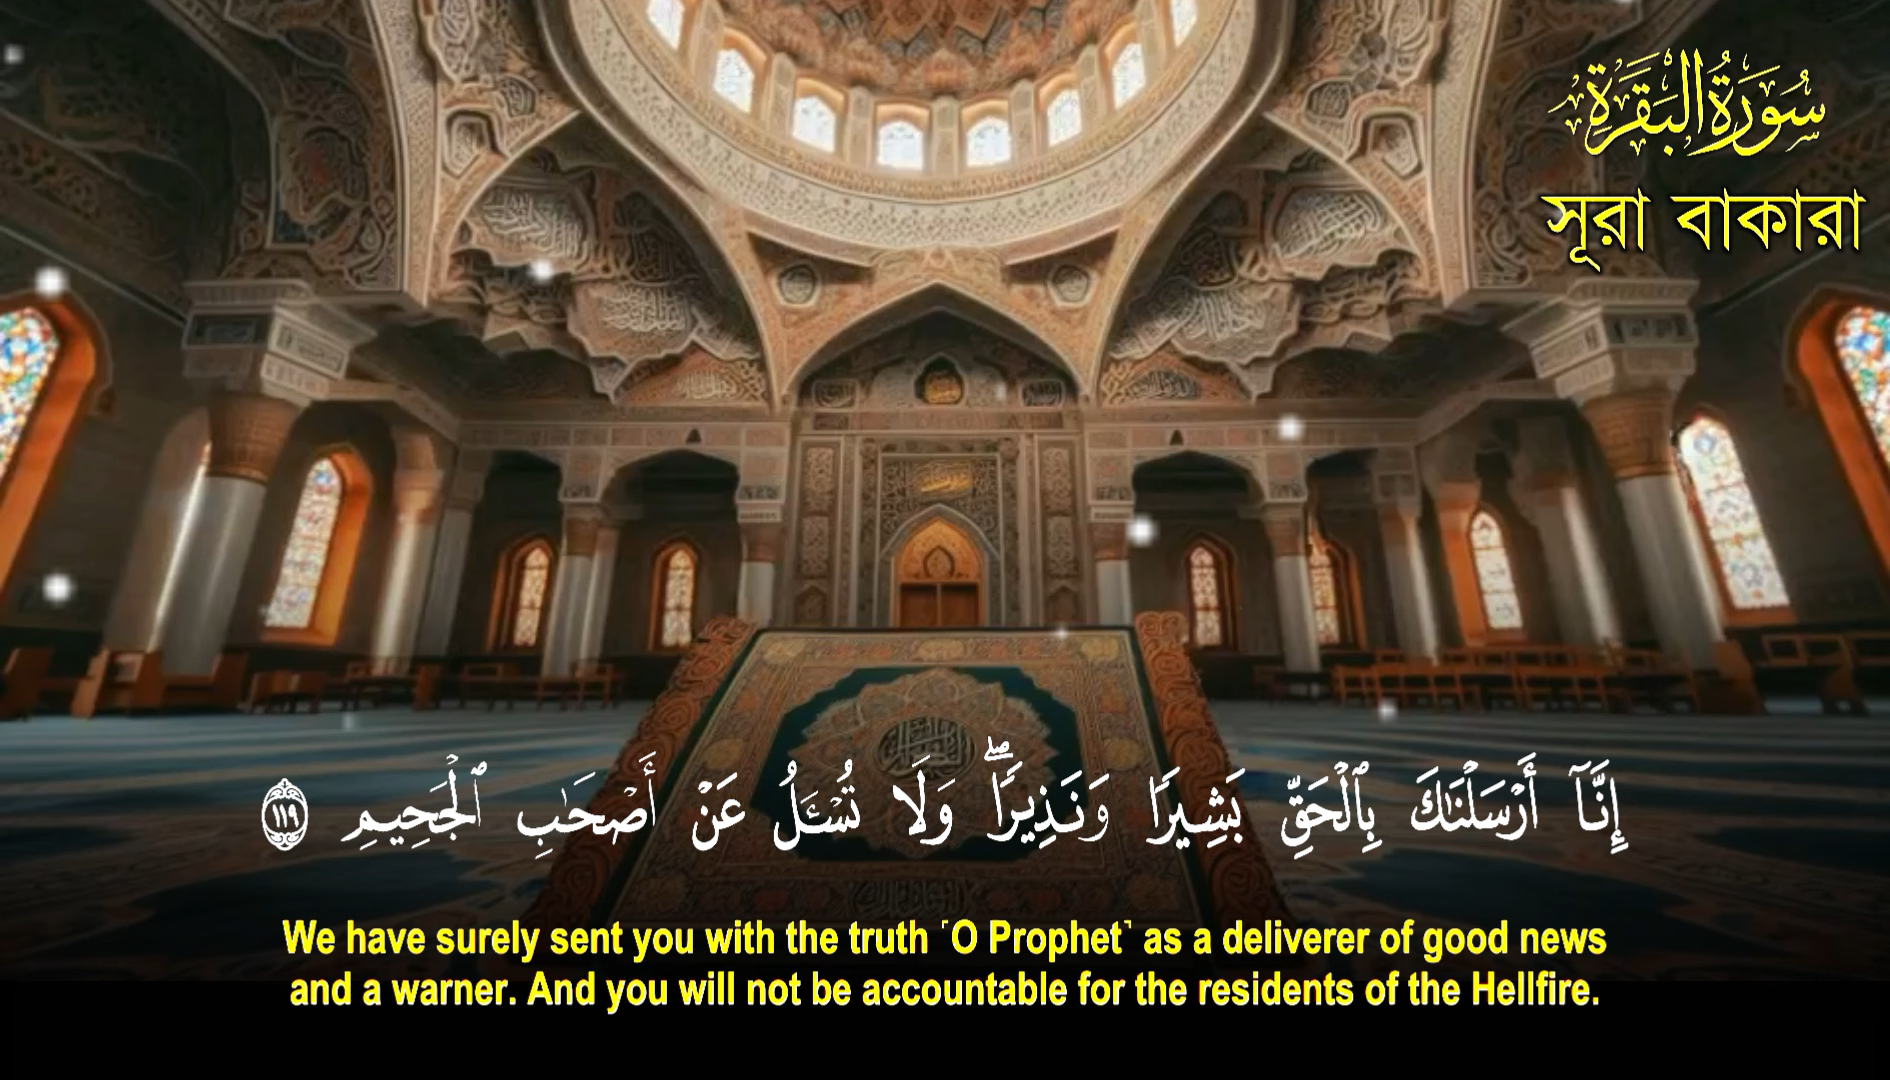 سُورَةُ البَقَرَةِ
সূরা বাকারা
إِنَّآ أَرْسَلْنَٰكَ بِٱلْحَقِّ بَشِيرًا وَنَذِيرًا ۖ وَلَا تُسْـَٔلُ عَنْ أَصْحَٰبِ ٱلْجَحِيمِ ١١٩
We have surely sent you with the truth ˹O Prophet˺ as a deliverer of good news
and a warner. And you will not be accountable for the residents of the Hellfire.